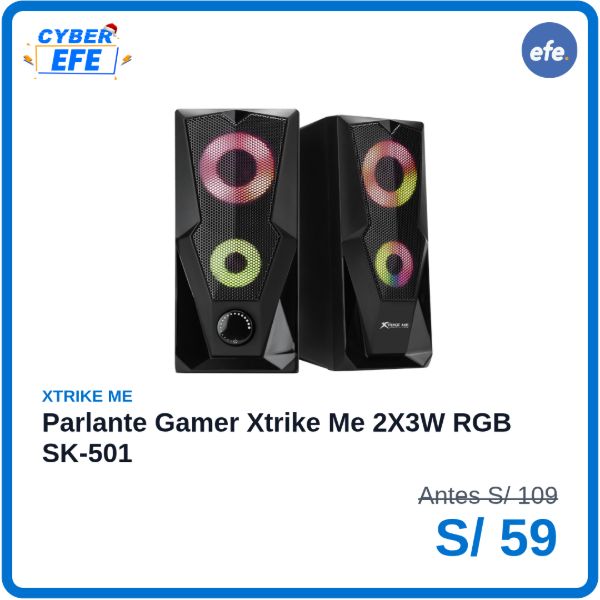 CYBER
EFE
efe.
XTRIKE ME
XTRIKE ME
Parlante Gamer Xtrike Me 2X3W RGB
SK-501
Antes S/ 109
S/ 59